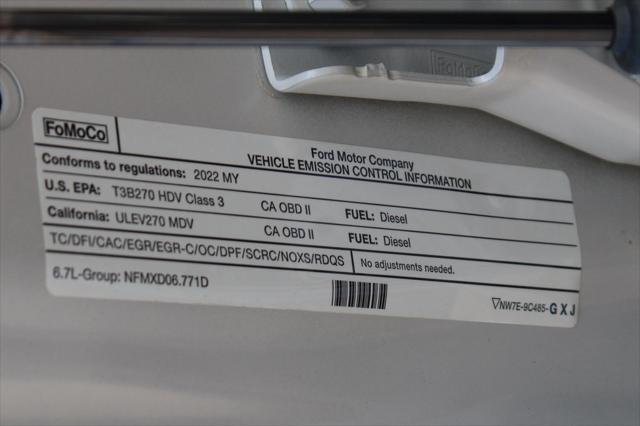 FoMoCo
FoMoCo
Ford Motor Company
VEHICLE EMISSION CONTROL INFORMATION
Conforms to regulations: 2022 MY
U.S. EPA: T3B270 HDV Class 3 CA OBD II FUEL: Diesel
California: ULEV270 MDV CA OBD II FUEL: Diesel
TC/DFI/CAC/EGR/EGR-C/OC/DPF/SCRC/NOXS/RDQS No adjustments needed.
6.7L-Group: NFMXD06.771D
NW7E-9C485-GXJ